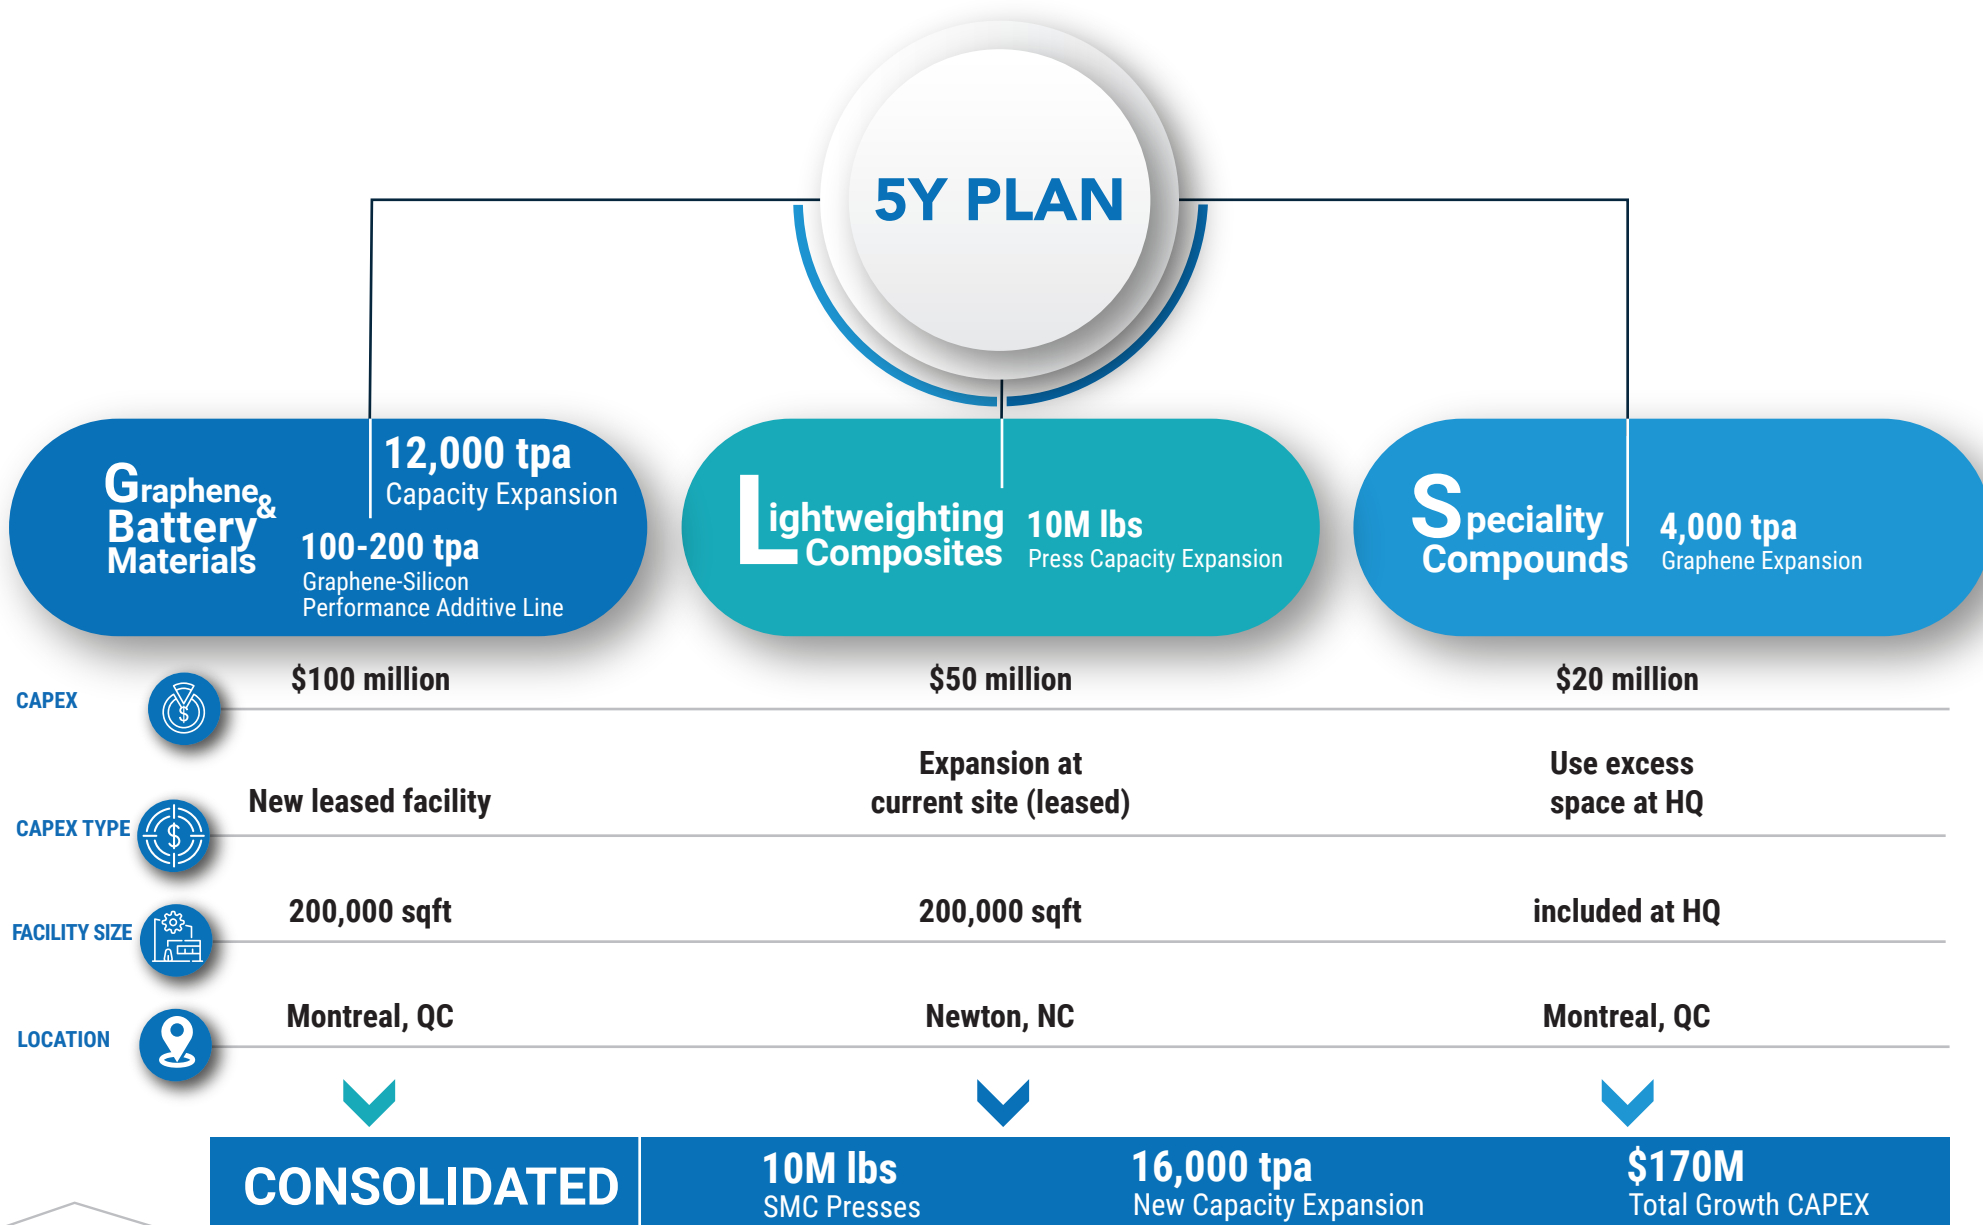 5Y PLAN
Graphene &
Battery
Materials
12,000 tpa
Capacity Expansion
100-200 tpa
Graphene-Silicon
Performance Additive Line
Lightweighting
Composites
10M lbs
Press Capacity Expansion
Speciality
Compounds
4,000 tpa
Graphene Expansion
CAPEX
$100 million
$50 million
$20 million
CAPEX TYPE
New leased facility
Expansion at
current site (leased)
Use excess
space at HQ
FACILITY SIZE
200,000 sqft
200,000 sqft
included at HQ
LOCATION
Montreal, QC
Newton, NC
Montreal, QC
CONSOLIDATED
10M lbs
SMC Presses
16,000 tpa
New Capacity Expansion
$170M
Total Growth CAPEX